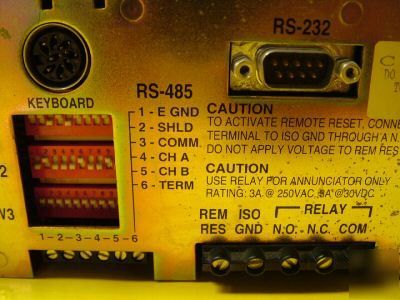 RS-232
KEYBOARD
RS-485
1 - E GND
2 - SHLD
3 - COMM.
4 - CH A
5 - CH B
6 - TERM
CAUTION
TO ACTIVATE REMOTE RESET, CONNE
TERMINAL TO ISO GND THROUGH A N.
DO NOT APPLY VOLTAGE TO REM RES
CAUTION
USE RELAY FOR ANNUNCIATOR ONLY
RATING: 3A @ 250VAC, 3A @30VDC
2
V3
1-2-3-4-5-6
REM ISO RELAY
RES GND N.O. N.C. COM